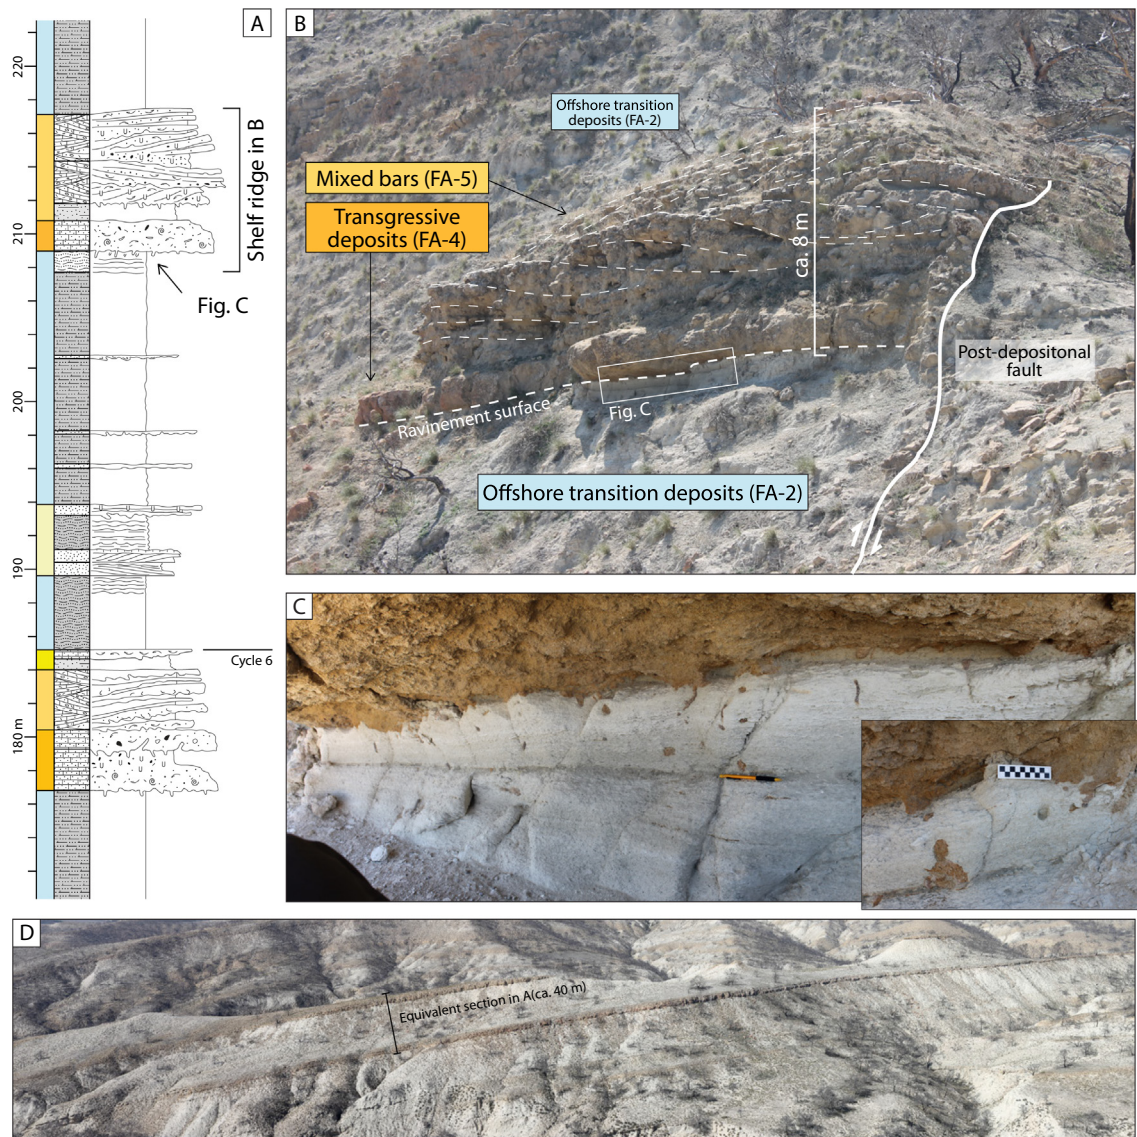 A
220
210
200
190
180m
Shelf ridge in B
Fig. C
Cycle 6
B
Offshore transition
deposits (FA-2)
Mixed bars (FA-5)
Transgressive
deposits (FA-4)
ca. 8 m
Post-depositonal
fault
Ravinement surface
Fig. C
Offshore transition deposits (FA-2)
C
D
Equivalent section in A(ca. 40 m)